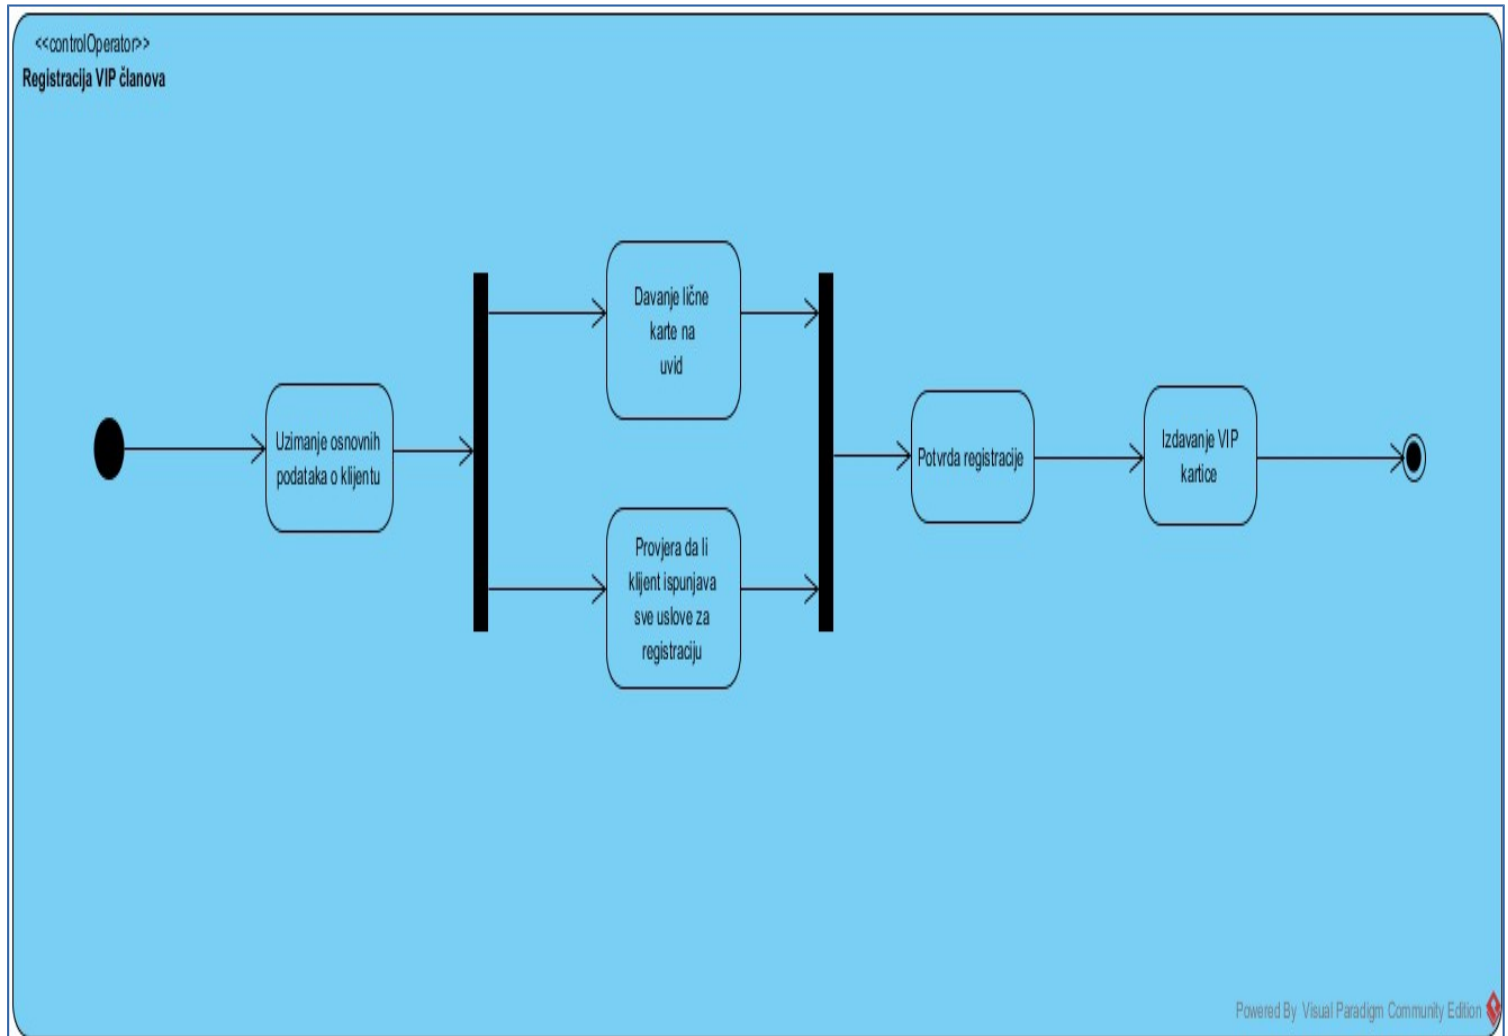 <<controlOperator>>
Registracija VIP članova
Davanje lične
karte na
uvid
Uzimanje osnovnih
podataka o klijentu
Provjera da li
klijent ispunjava
sve uslove za
registraciju
Potvrda registracije
Izdavanje VIP
kartice
Powered By Visual Paradigm Community Edition